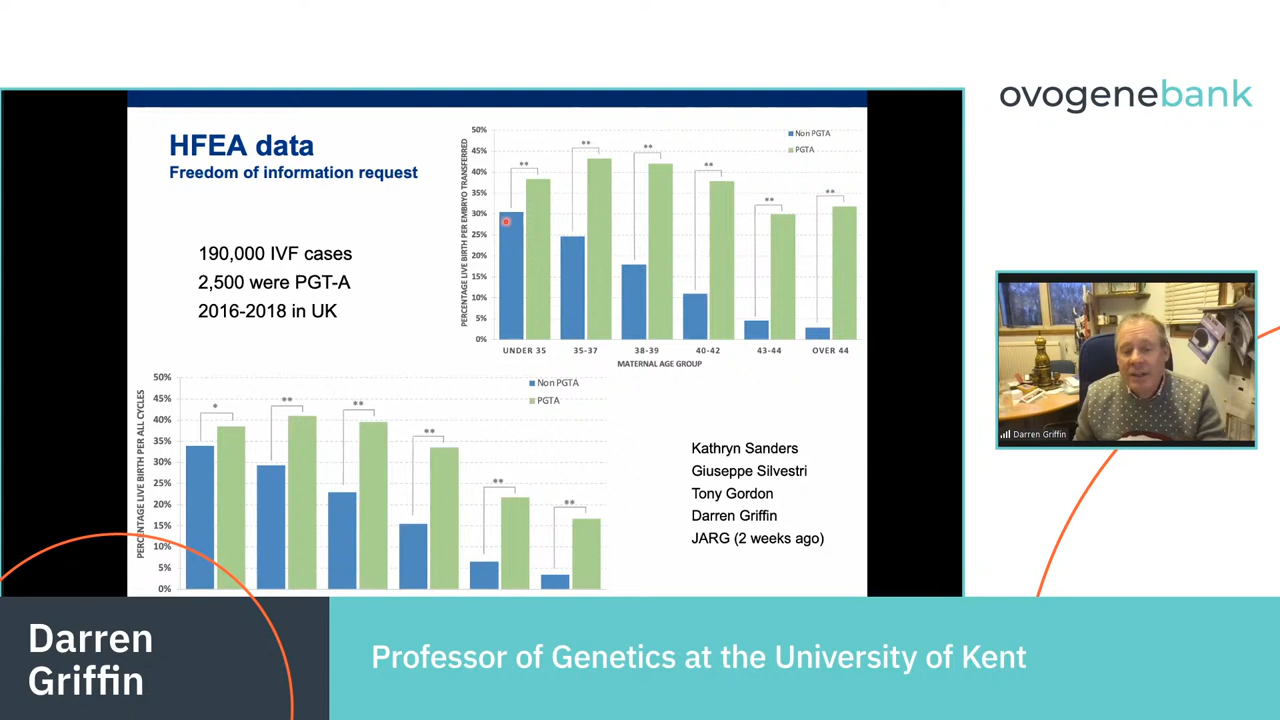 ovogenebank
HFEA data
Freedom of information request
190,000 IVF cases
2,500 were PGT-A
2016-2018 in UK
PERCENTAGE LIVE BIRTH PER EMBRYO TRANSFERRED
50%
45%
40%
35%
30%
25%
20%
15%
10%
5%
0%
Non PGTA
PGTA
**
**
**
**
**
**
UNDER 35
35-37
38-39
40-42
43-44
OVER 44
MATERNAL AGE GROUP
PERCENTAGE LIVE BIRTH PER ALL CYCLES
50%
45%
40%
35%
30%
25%
20%
15%
10%
5%
0%
Non PGTA
PGTA
*
**
**
**
**
**
Kathryn Sanders
Giuseppe Silvestri
Tony Gordon
Darren Griffin
JARG (2 weeks ago)
Darren Griffin
Darren
Griffin
Professor of Genetics at the University of Kent